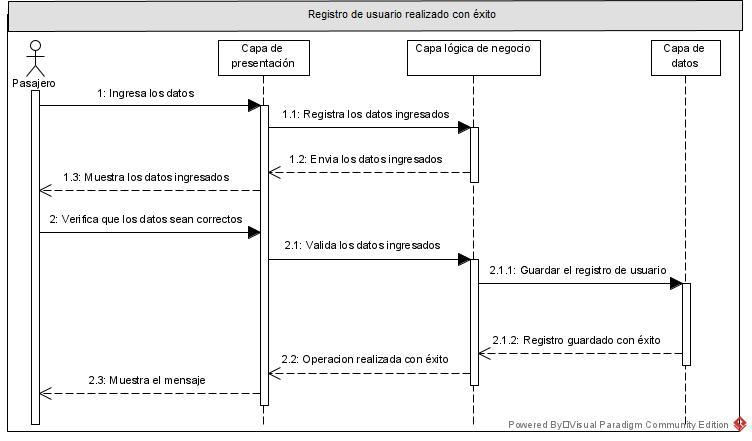 Registro de usuario realizado con éxito
Pasajero
Capa de
presentación
Capa lógica de negocio
Capa de
datos
1: Ingresa los datos
1.1: Registra los datos ingresados
1.2: Envia los datos ingresados
1.3: Muestra los datos ingresados
2: Verifica que los datos sean correctos
2.1: Valida los datos ingresados
2.1.1: Guardar el registro de usuario
2.1.2: Registro guardado con éxito
2.2: Operacion realizada con éxito
2.3: Muestra el mensaje
Powered By Visual Paradigm Community Edition